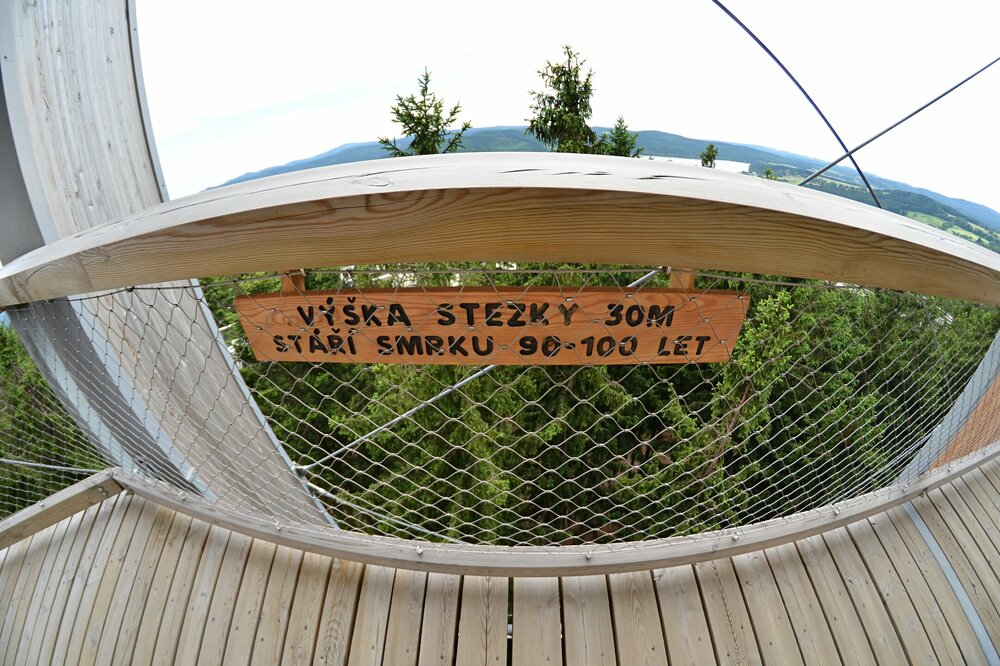 VÝŠKA STEZKY 30M
STÁŘÍ SMRKU 90-100 LET